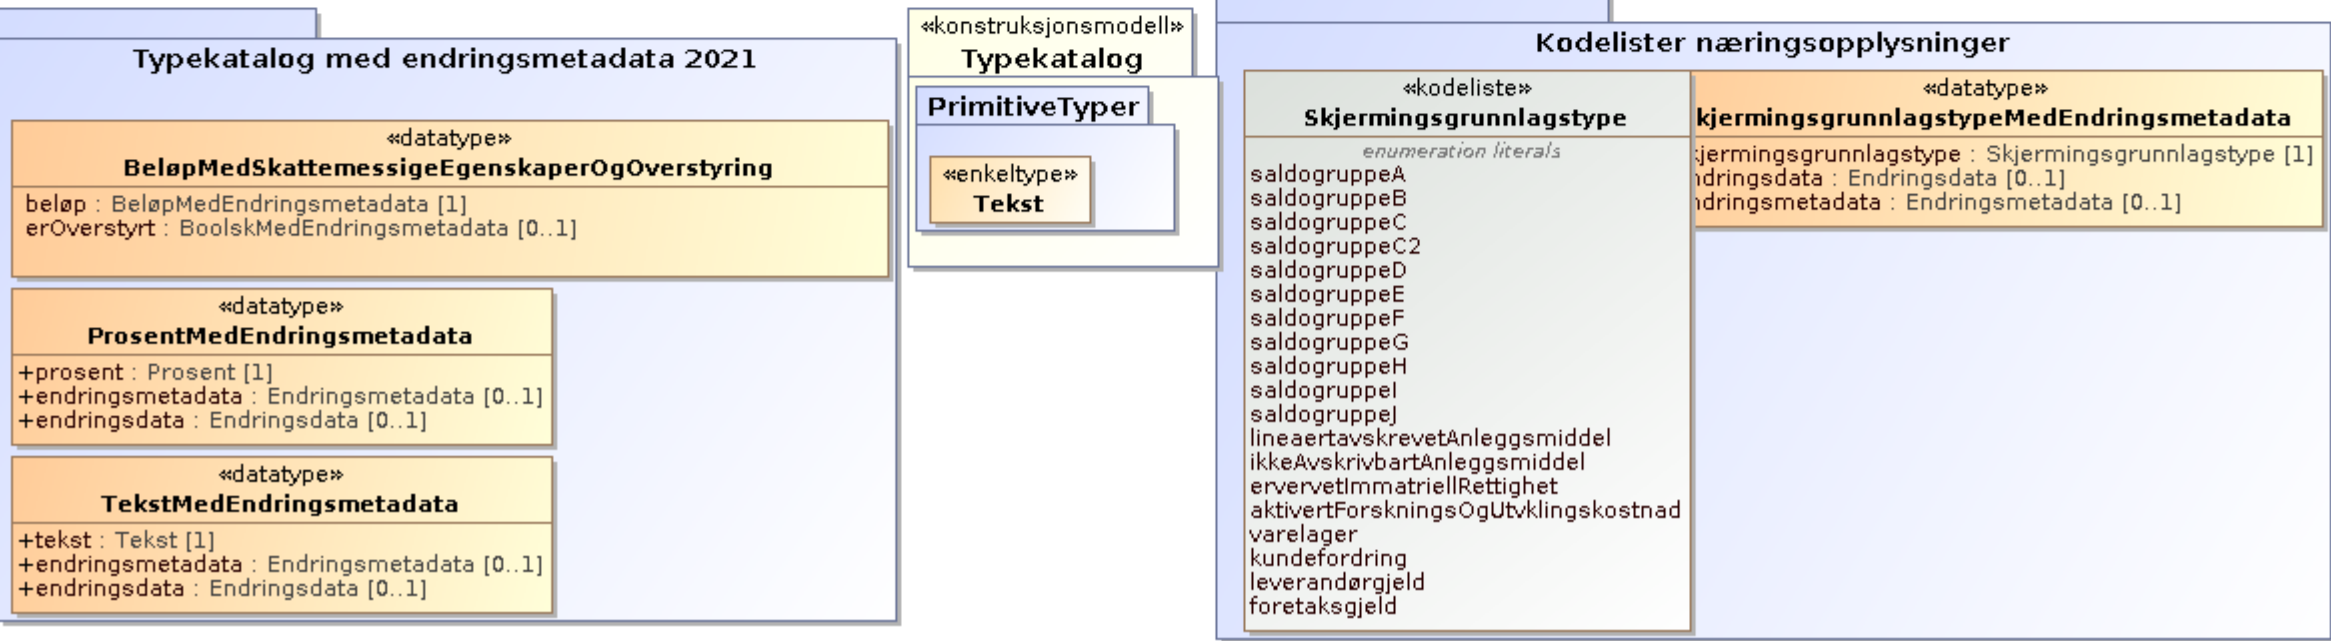 Typekatalog med endringsmetadata 2021
«datatype»
BeløpMedSkattemessigeEgenskaperOgOverstyring
beløp : BeløpMedEndringsmetadata [1]
erOverstyrt : BoolskMedEndringsmetadata [0..1]
«datatype»
ProsentMedEndringsmetadata
+prosent : Prosent [1]
+endringsmetadata : Endringsmetadata [0..1]
+endringsdata : Endringsdata [0..1]
«datatype»
TekstMedEndringsmetadata
+tekst : Tekst [1]
+endringsmetadata : Endringsmetadata [0..1]
+endringsdata : Endringsdata [0..1]
«konstruksjonsmodell»
Typekatalog
PrimitiveTyper
«enkeltype»
Tekst
Kodelister næringsopplysninger
«kodeliste»
Skjermingsgrunnlagstype
enumeration literals
saldogruppeA
saldogruppeB
saldogruppeC
saldogruppeC2
saldogruppeD
saldogruppeE
saldogruppeF
saldogruppeG
saldogruppeH
saldogruppeI
saldogruppeJ
lineaertavskrevetAnleggsmiddel
ikkeAvskrivbartAnleggsmiddel
ervervetImmatriellRettighet
aktivertForskningsOgUtvklingskostnad
varelager
kundefordring
leverandørgjeld
foretaksgjeld
«datatype»
kjermingsgrunnlagstypeMedEndringsmetadata
jermingsgrunnlagstype : Skjermingsgrunnlagstype [1]
ndringsdata : Endringsdata [0..1]
ndringsmetadata : Endringsmetadata [0..1]